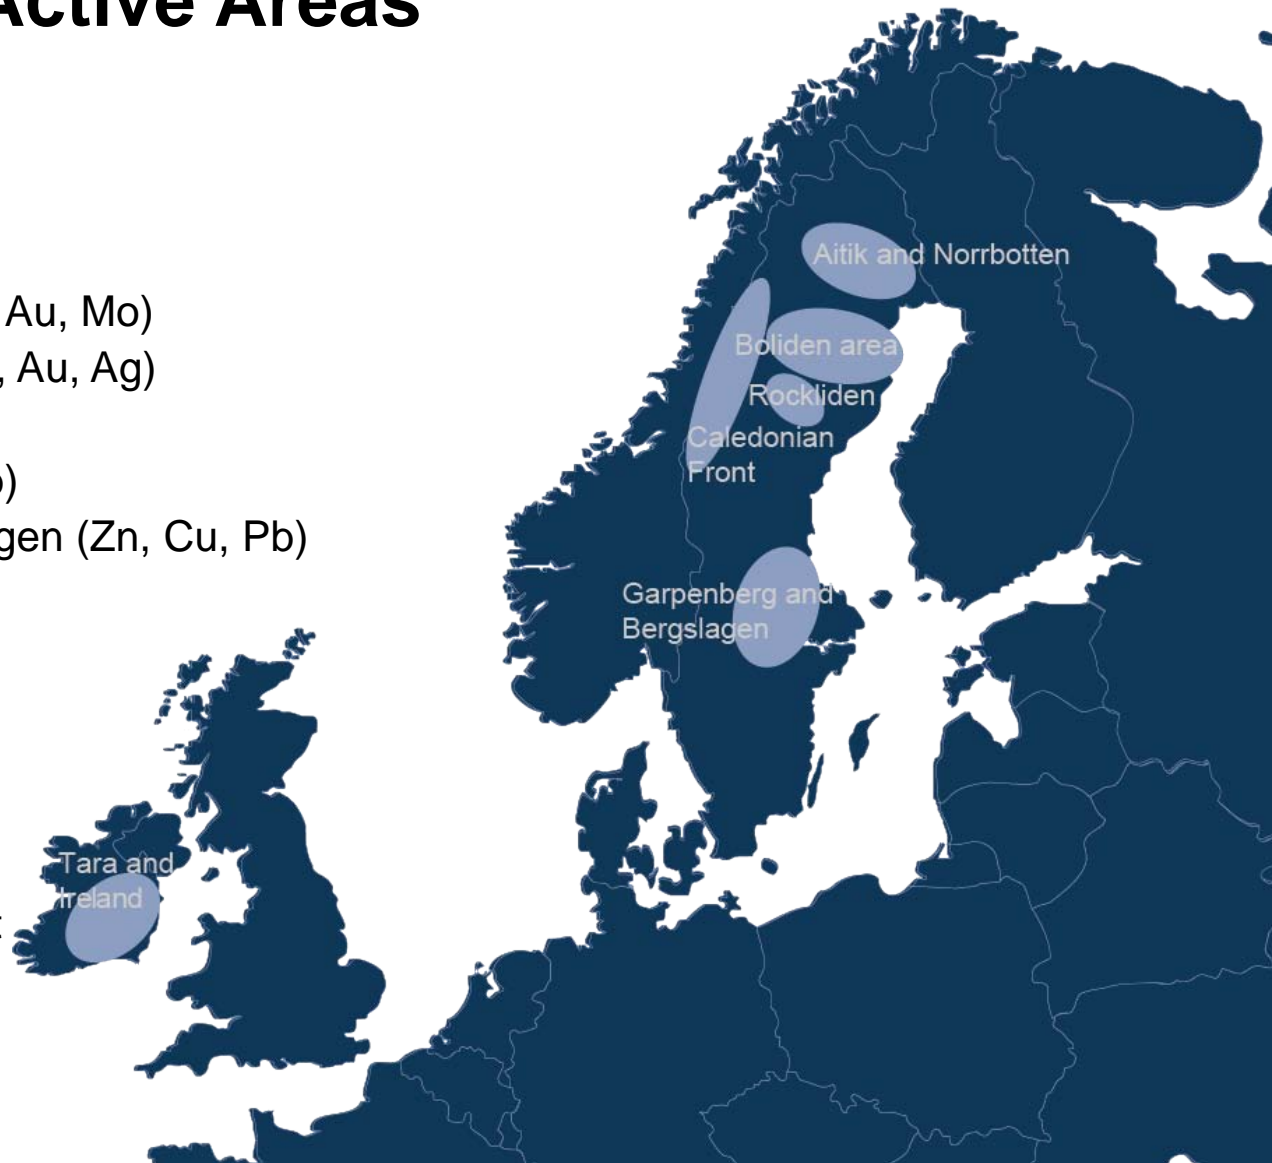 Active Areas
Au, Mo)
, Au, Ag)
)
gen (Zn, Cu, Pb)
Aitik and Norrbotten
Boliden area
Rockliden
Caledonian
Front
Garpenberg and
Bergslagen
Tara and
Ireland